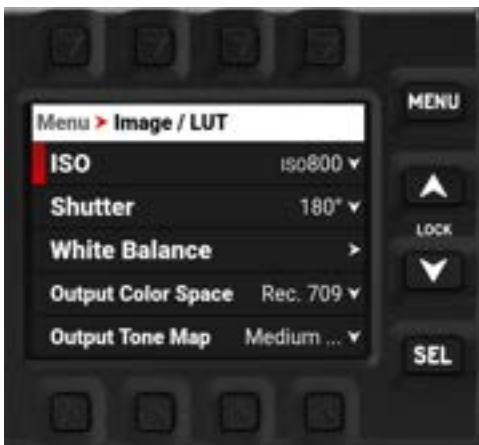 MENU
Menu > Image / LUT
ISO ISO800
Shutter 180°
LOCK
White Balance
Output Color Space Rec. 709
Output Tone Map Medium ...
SEL